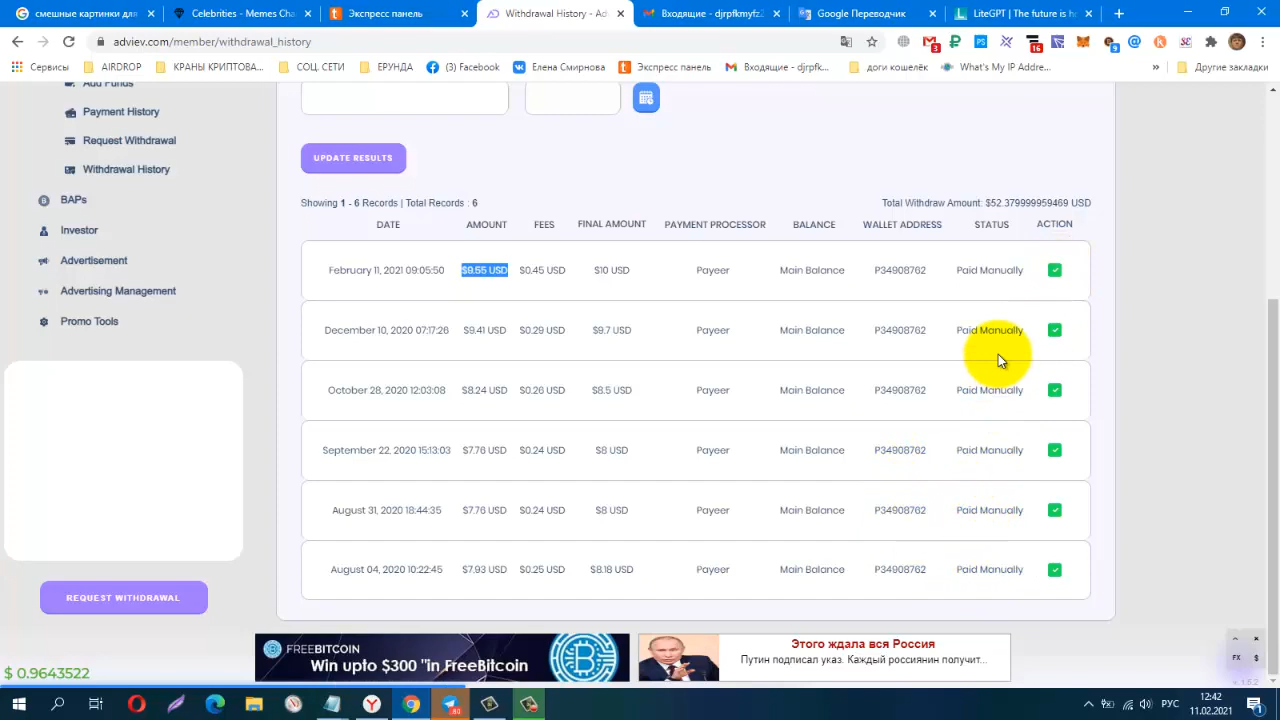 смешные картинки для
Celebrities - Memes Cha
Экспресс панель
Withdrawal History - Adv
Входящие - djrpfkmyfz
Google Переводчик
LiteGPT | The future is h
adviev.com/member/withdrawal_history
3
16
9
Сервисы
AIRDROP
КРАНЫ КРИПТОВА...
СОЦ. СЕТИ
ЕРУНДА
(3) Facebook
Елена Смирнова
Экспресс панель
Входящие - djrpfk...
доги кошелёк
What's My IP Addre...
»
Другие закладки
Add Funds
Payment History
Request Withdrawal
Withdrawal History
BAPs
Investor
Advertisement
Advertising Management
Promo Tools
REQUEST WITHDRAWAL
$ 0.9643522
UPDATE RESULTS
Showing 1 - 6 Records | Total Records : 6
Total Withdraw Amount: $52.379999959469 USD
DATE AMOUNT FEES FINAL AMOUNT PAYMENT PROCESSOR BALANCE WALLET ADDRESS STATUS ACTION
February 11, 2021 09:05:50 $9.55 USD $0.45 USD $10 USD Payeer Main Balance P34908762 Paid Manually
December 10, 2020 07:17:26 $9.41 USD $0.29 USD $9.7 USD Payeer Main Balance P34908762 Paid Manually
October 28, 2020 12:03:08 $8.24 USD $0.26 USD $8.5 USD Payeer Main Balance P34908762 Paid Manually
September 22, 2020 15:13:03 $7.76 USD $0.24 USD $8 USD Payeer Main Balance P34908762 Paid Manually
August 31, 2020 18:44:35 $7.76 USD $0.24 USD $8 USD Payeer Main Balance P34908762 Paid Manually
August 04, 2020 10:22:45 $7.93 USD $0.25 USD $8.18 USD Payeer Main Balance P34908762 Paid Manually
FREEBITCOIN
Win upto $300 "in FreeBitcoin
Этого ждала вся Россия
Путин подписал указ. Каждый россиянин получит...
FX $
1.5.2
РУС
12:42
11.02.2021